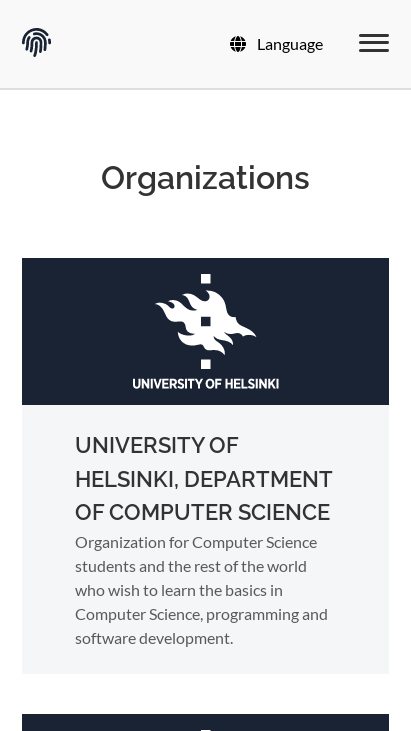 Language
Organizations
UNIVERSITY OF HELSINKI
UNIVERSITY OF
HELSINKI, DEPARTMENT
OF COMPUTER SCIENCE
Organization for Computer Science
students and the rest of the world
who wish to learn the basics in
Computer Science, programming and
software development.